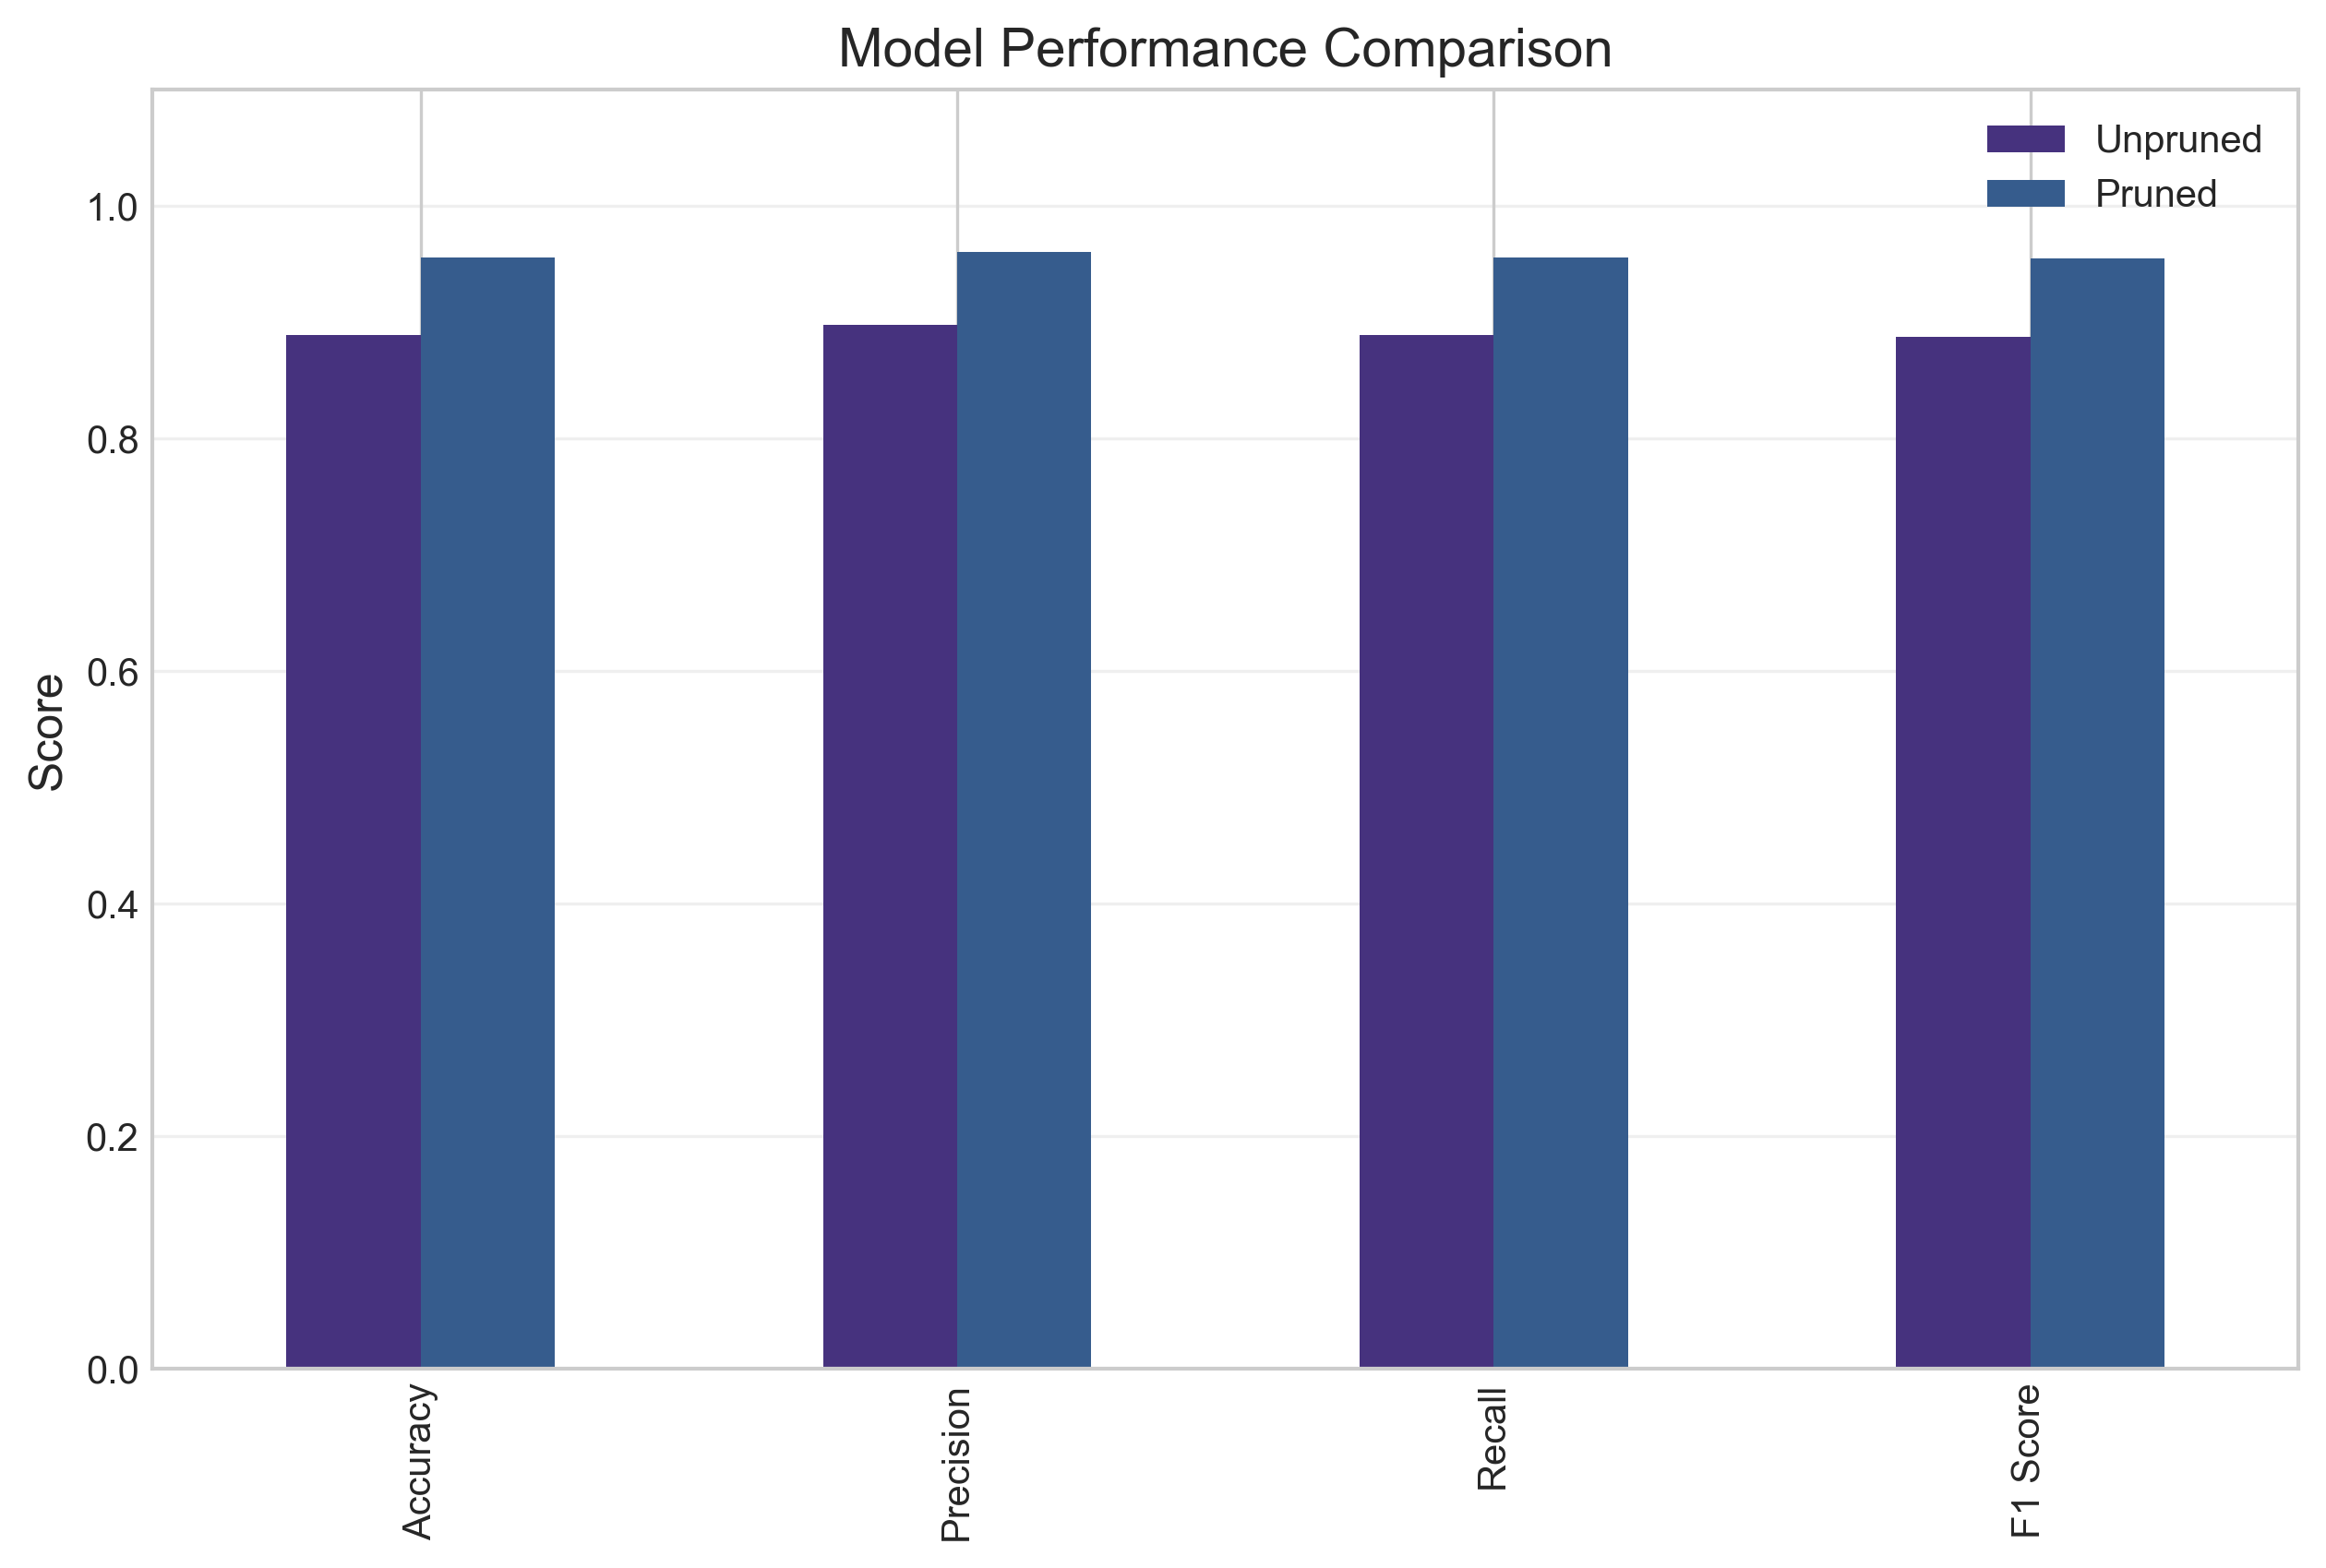 Model Performance Comparison
Unpruned
Pruned
1.0
0.8
0.6
0.4
0.2
0.0
Score
Accuracy
Precision
Recall
F1 Score